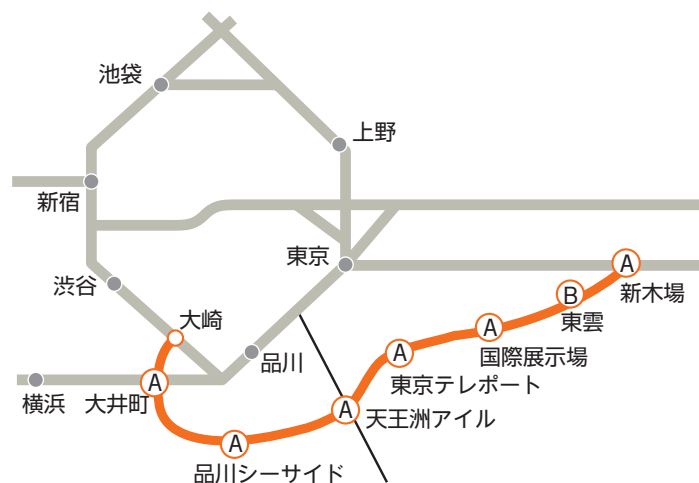 池袋
上野
新宿
東京
渋谷
A
新木場
B
東雲
大崎
A
国際展示場
品川
A
東京テレポート
横浜
A
大井町
A
天王洲アイル
A
品川シーサイド